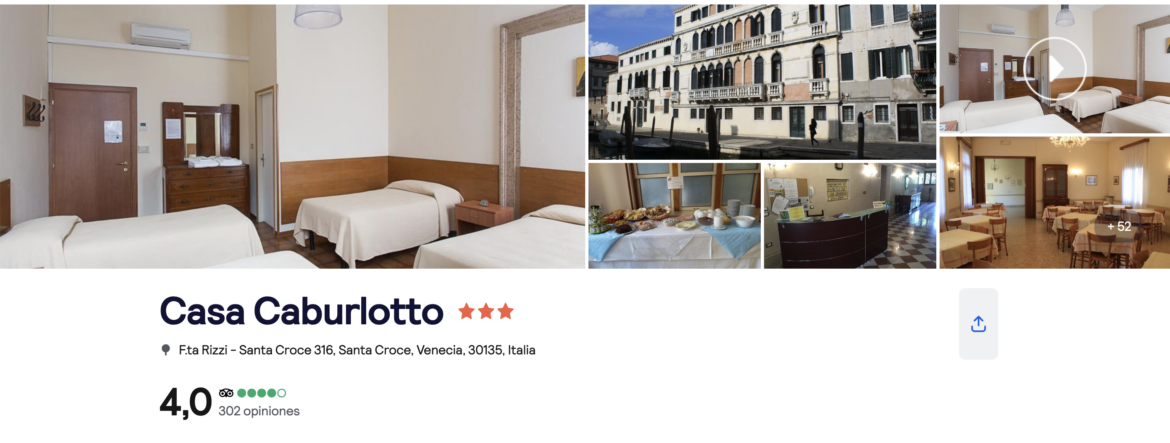 + 52
Casa Caburlotto
F.ta Rizzi - Santa Croce 316, Santa Croce, Venecia, 30135, Italia
4,0
302 opiniones